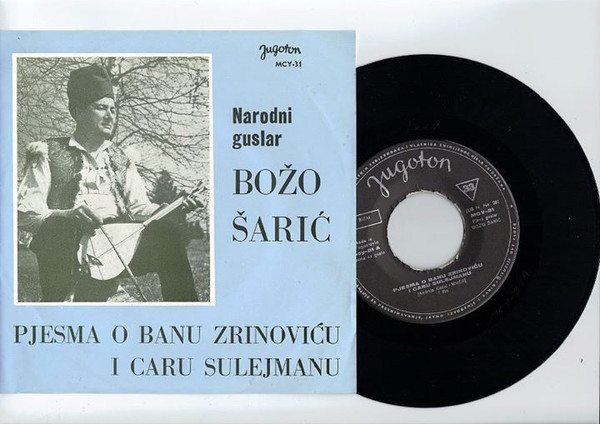 Jugoton
MCY-31
Narodni
guslar
BOŽO
ŠARIĆ
PJESMA O BANU ZRINOVIĆU
I CARU SULEJMANU
Jugoton
33
MCY-31
BOŽO ŠARIĆ
PJESMA O BANU ZRINOVIĆU
I CARU SULEJMANU